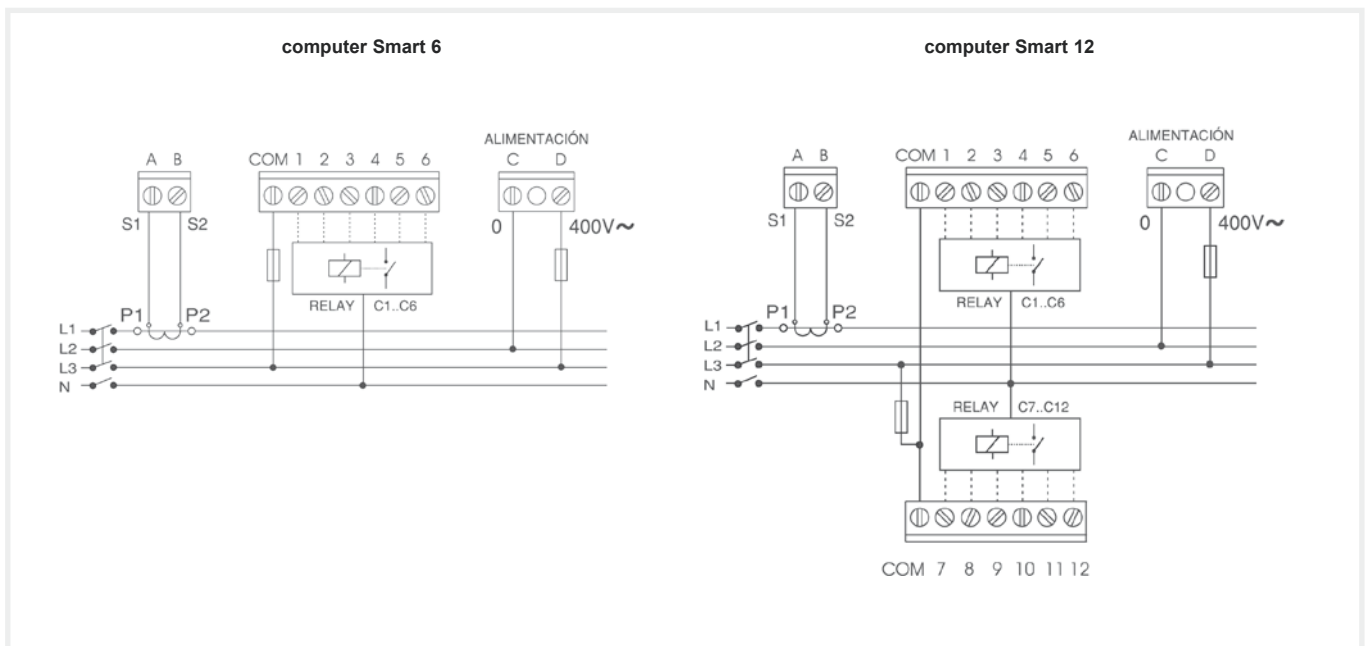 computer Smart 6
ALIMENTACIÓN
A B
COM 1 2 3 4 5 6
C D
S1 S2
0 400V~
RELAY C1..C6
P1 P2
L1
L2
L3
N
computer Smart 12
ALIMENTACIÓN
A B
COM 1 2 3 4 5 6
C D
S1 S2
0 400V~
RELAY C1..C6
P1 P2
L1
L2
L3
N
RELAY C7..C12
COM 7 8 9 10 11 12